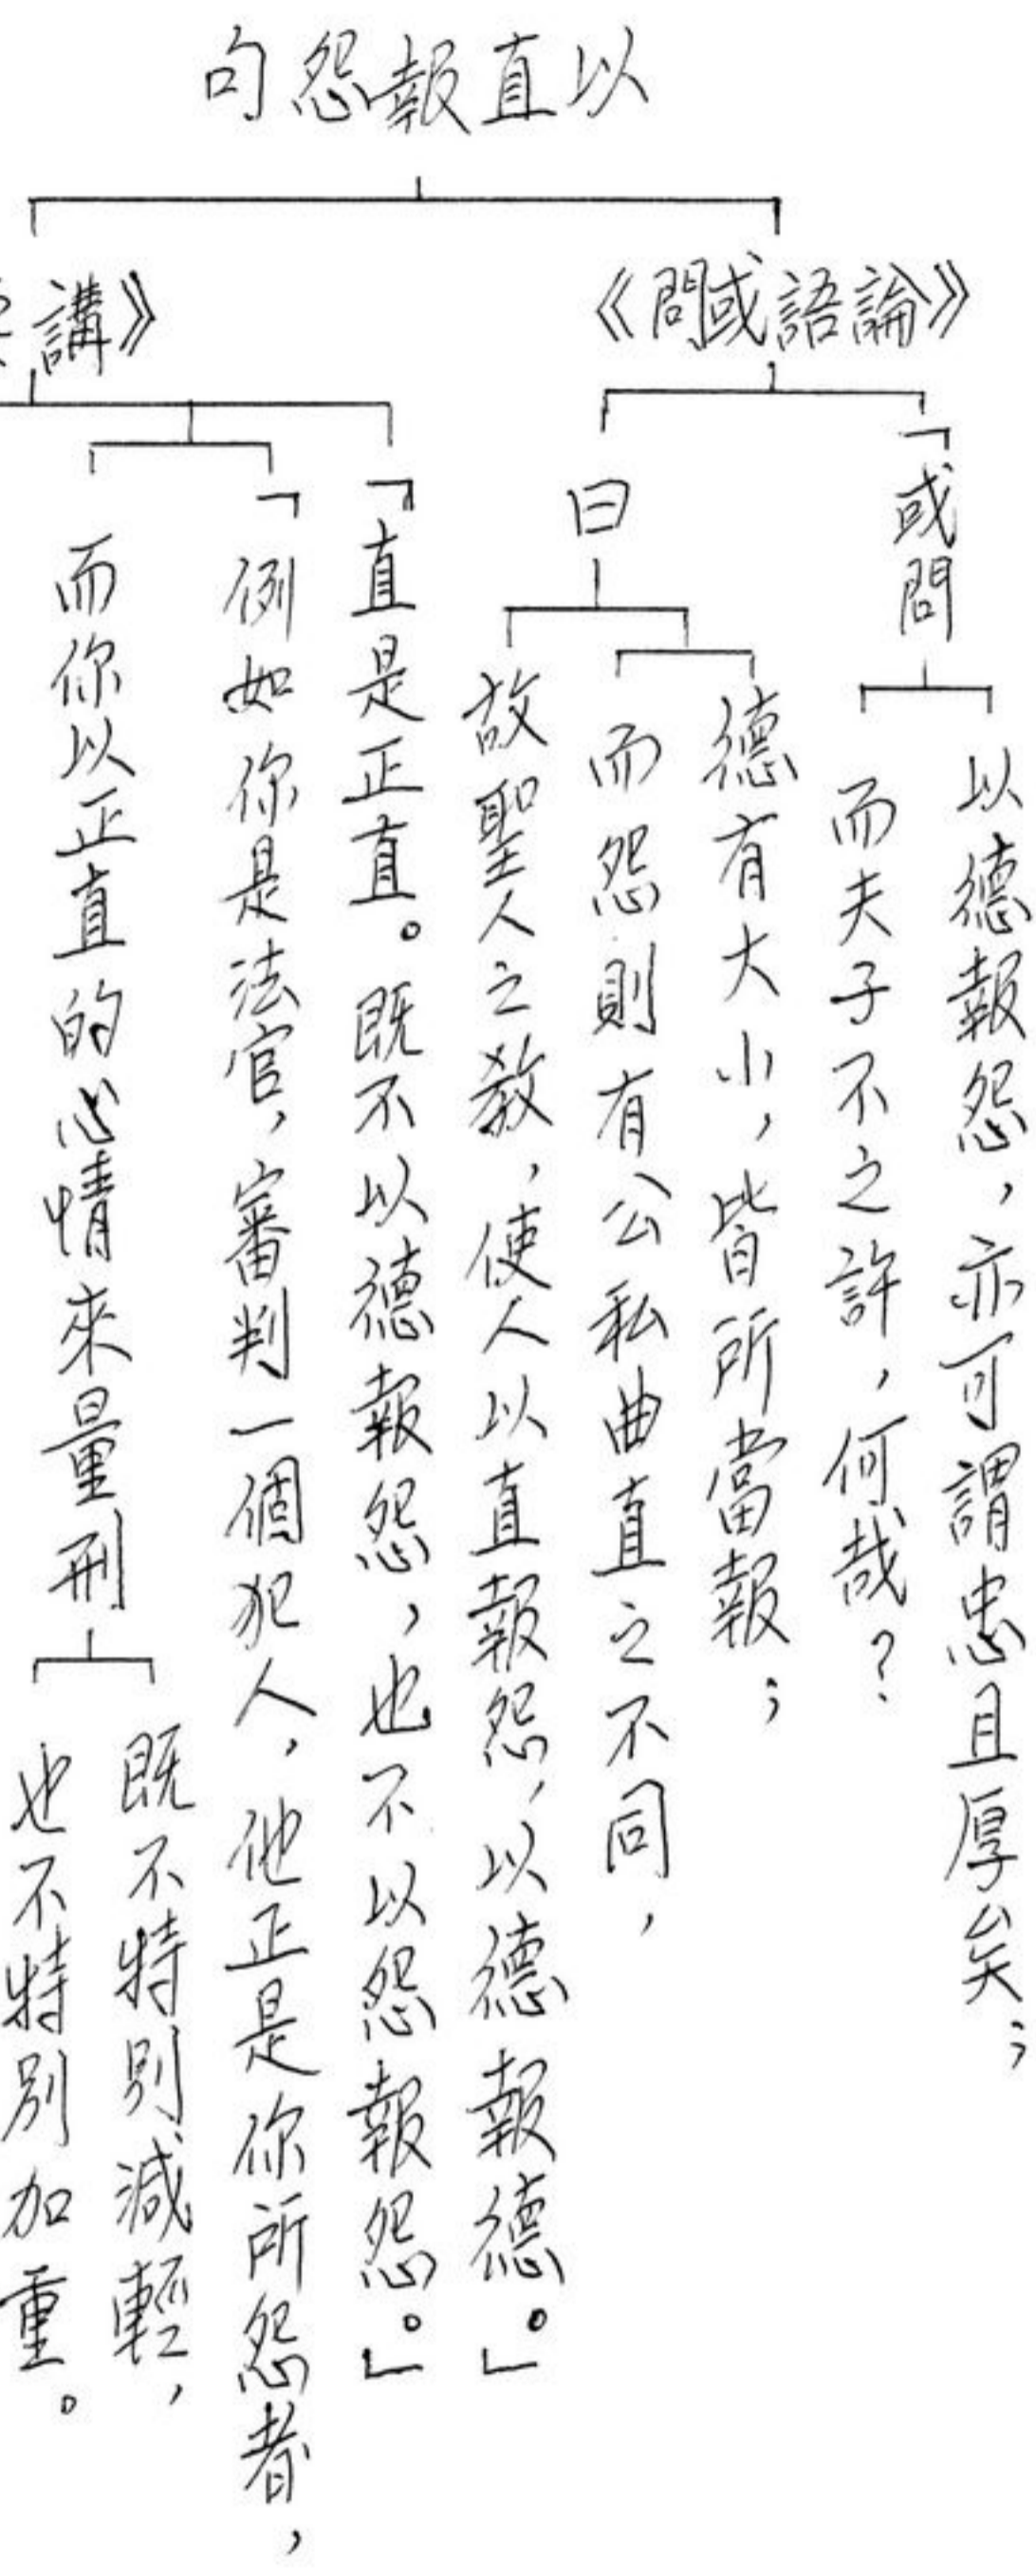 以直報怨句
《論語或問》
「或問
以德報怨，亦可謂忠且厚矣；
而夫子不之許，何哉？
曰
德有大小，皆所當報；
而怨則有公私曲直之不同，
故聖人之教，使人以直報怨，以德報德。」
《講
『直是正直。既不以德報怨，也不以怨報怨。」
「例如你是法官，審判一個犯人，他正是你所怨者，
而你以正直的心情來量刑
既不特別減輕，
也不特別加重。